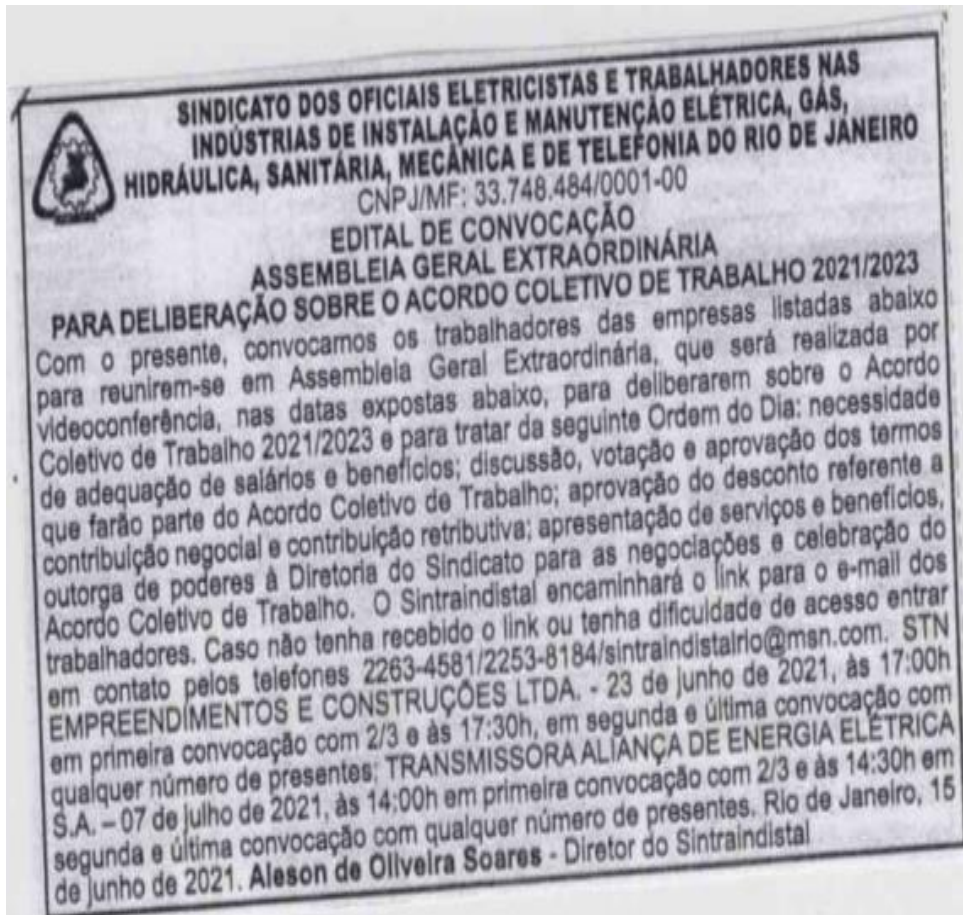 SINDICATO DOS OFICIAIS ELETRICISTAS E TRABALHADORES NAS
INDÚSTRIAS DE INSTALAÇÃO E MANUTENÇÃO ELÉTRICA, GÁS,
HIDRÁULICA, SANITÁRIA, MECÂNICA E DE TELEFONIA DO RIO DE JANEIRO
CNPJ/MF: 33.748.484/0001-00
EDITAL DE CONVOCAÇÃO
ASSEMBLEIA GERAL EXTRAORDINÁRIA
PARA DELIBERAÇÃO SOBRE O ACORDO COLETIVO DE TRABALHO 2021/2023
Com o presente, convocamos os trabalhadores das empresas listadas abaixo
para reunirem-se em Assembleia Geral Extraordinária, que será realizada por
videoconferência, nas datas expostas abaixo, para deliberarem sobre o Acordo
Coletivo de Trabalho 2021/2023 e para tratar da seguinte Ordem do Dia: necessidade
de adequação de salários e benefícios; discussão, votação e aprovação dos termos
que farão parte do Acordo Coletivo de Trabalho; aprovação do desconto referente a
contribuição negocial e contribuição retributiva; apresentação de serviços e benefícios,
outorga de poderes à Diretoria do Sindicato para as negociações e celebração do
Acordo Coletivo de Trabalho. O Sintraindistal encaminhará o link para o e-mail dos
trabalhadores. Caso não tenha recebido o link ou tenha dificuldade de acesso entrar
em contato pelos telefones 2263-4581/2253-8184/sintraindistalrio@msn.com. STN
EMPREENDIMENTOS E CONSTRUÇÕES LTDA. - 23 de junho de 2021, às 17:00h
em primeira convocação com 2/3 e às 17:30h, em segunda e última convocação com
qualquer número de presentes; TRANSMISSORA ALIANÇA DE ENERGIA ELÉTRICA
S.A. – 07 de julho de 2021, às 14:00h em primeira convocação com 2/3 e às 14:30h em
segunda e última convocação com qualquer número de presentes. Rio de Janeiro, 15
de junho de 2021. Aleson de Oliveira Soares - Diretor do Sintraindistal